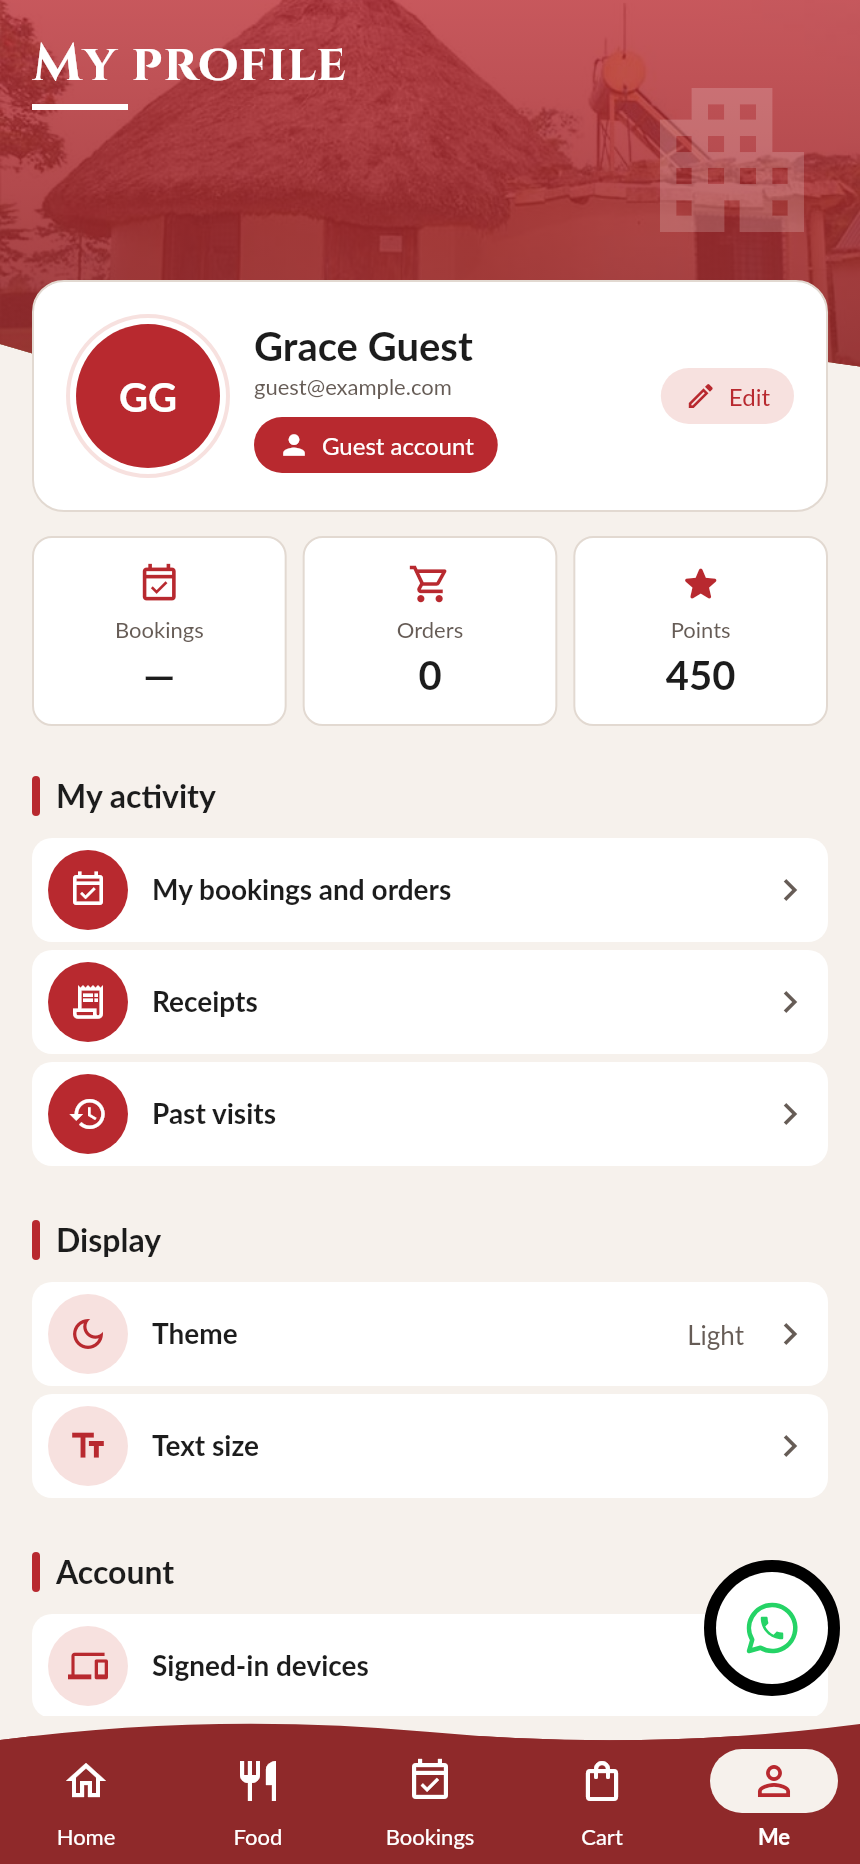 My profile
GG
Grace Guest
guest@example.com
Guest account
Edit
Bookings
—
Orders
0
Points
450
My activity
My bookings and orders
Receipts
Past visits
Display
Theme
Light
Text size
Account
Signed-in devices
Home
Food
Bookings
Cart
Me